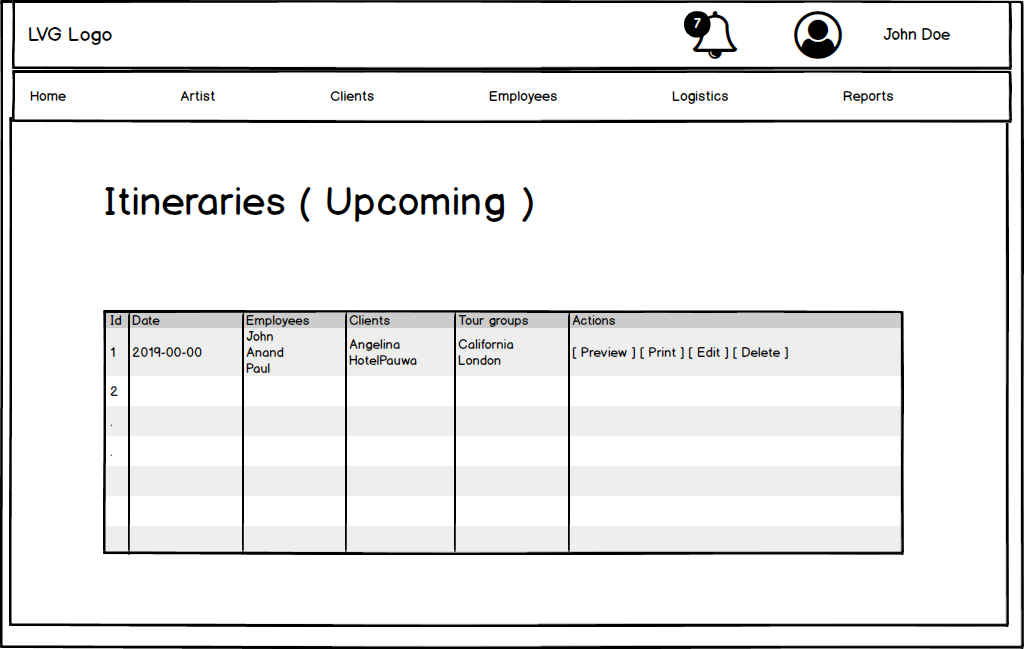 7
LVG Logo
John Doe
Home Artist Clients Employees Logistics Reports
Itineraries ( Upcoming )
Id Date Employees Clients Tour groups Actions
1 2019-00-00 John Anand Paul Angelina HotelPauwa California London [ Preview ] [ Print ] [ Edit ] [ Delete ]
2
.
.